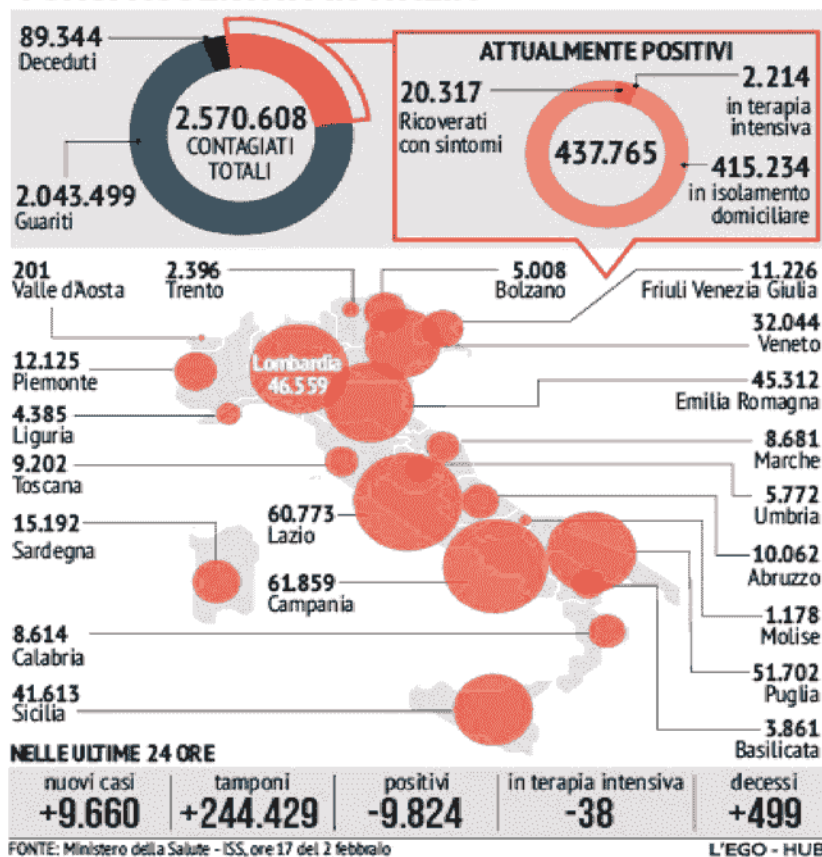 89.344
Deceduti
2.570.608
CONTAGIATI
TOTALI
2.043.499
Guariti
ATTUALMENTE POSITIVI
20.317
Ricoverati
con sintomi
2.214
in terapia
intensiva
437.765
415.234
in isolamento
domiciliare
201
Valle d'Aosta
2.396
Trento
5.008
Bolzano
11.226
Friuli Venezia Giulia
32.044
Veneto
12.125
Piemonte
Lombardia
46.559
45.312
Emilia Romagna
4.385
Liguria
8.681
Marche
9.202
Toscana
5.772
Umbria
15.192
Sardegna
60.773
Lazio
10.062
Abruzzo
61.859
Campania
1.178
Molise
8.614
Calabria
51.702
Puglia
41.613
Sicilia
3.861
Basilicata
NELLE ULTIME 24 ORE
nuovi casi
+9.660
tamponi
+244.429
positivi
-9.824
in terapia intensiva
-38
decessi
+499
FONTE: Ministero della Salute - ISS, ore 17 del 2 febbraio
L'EGO - HUB